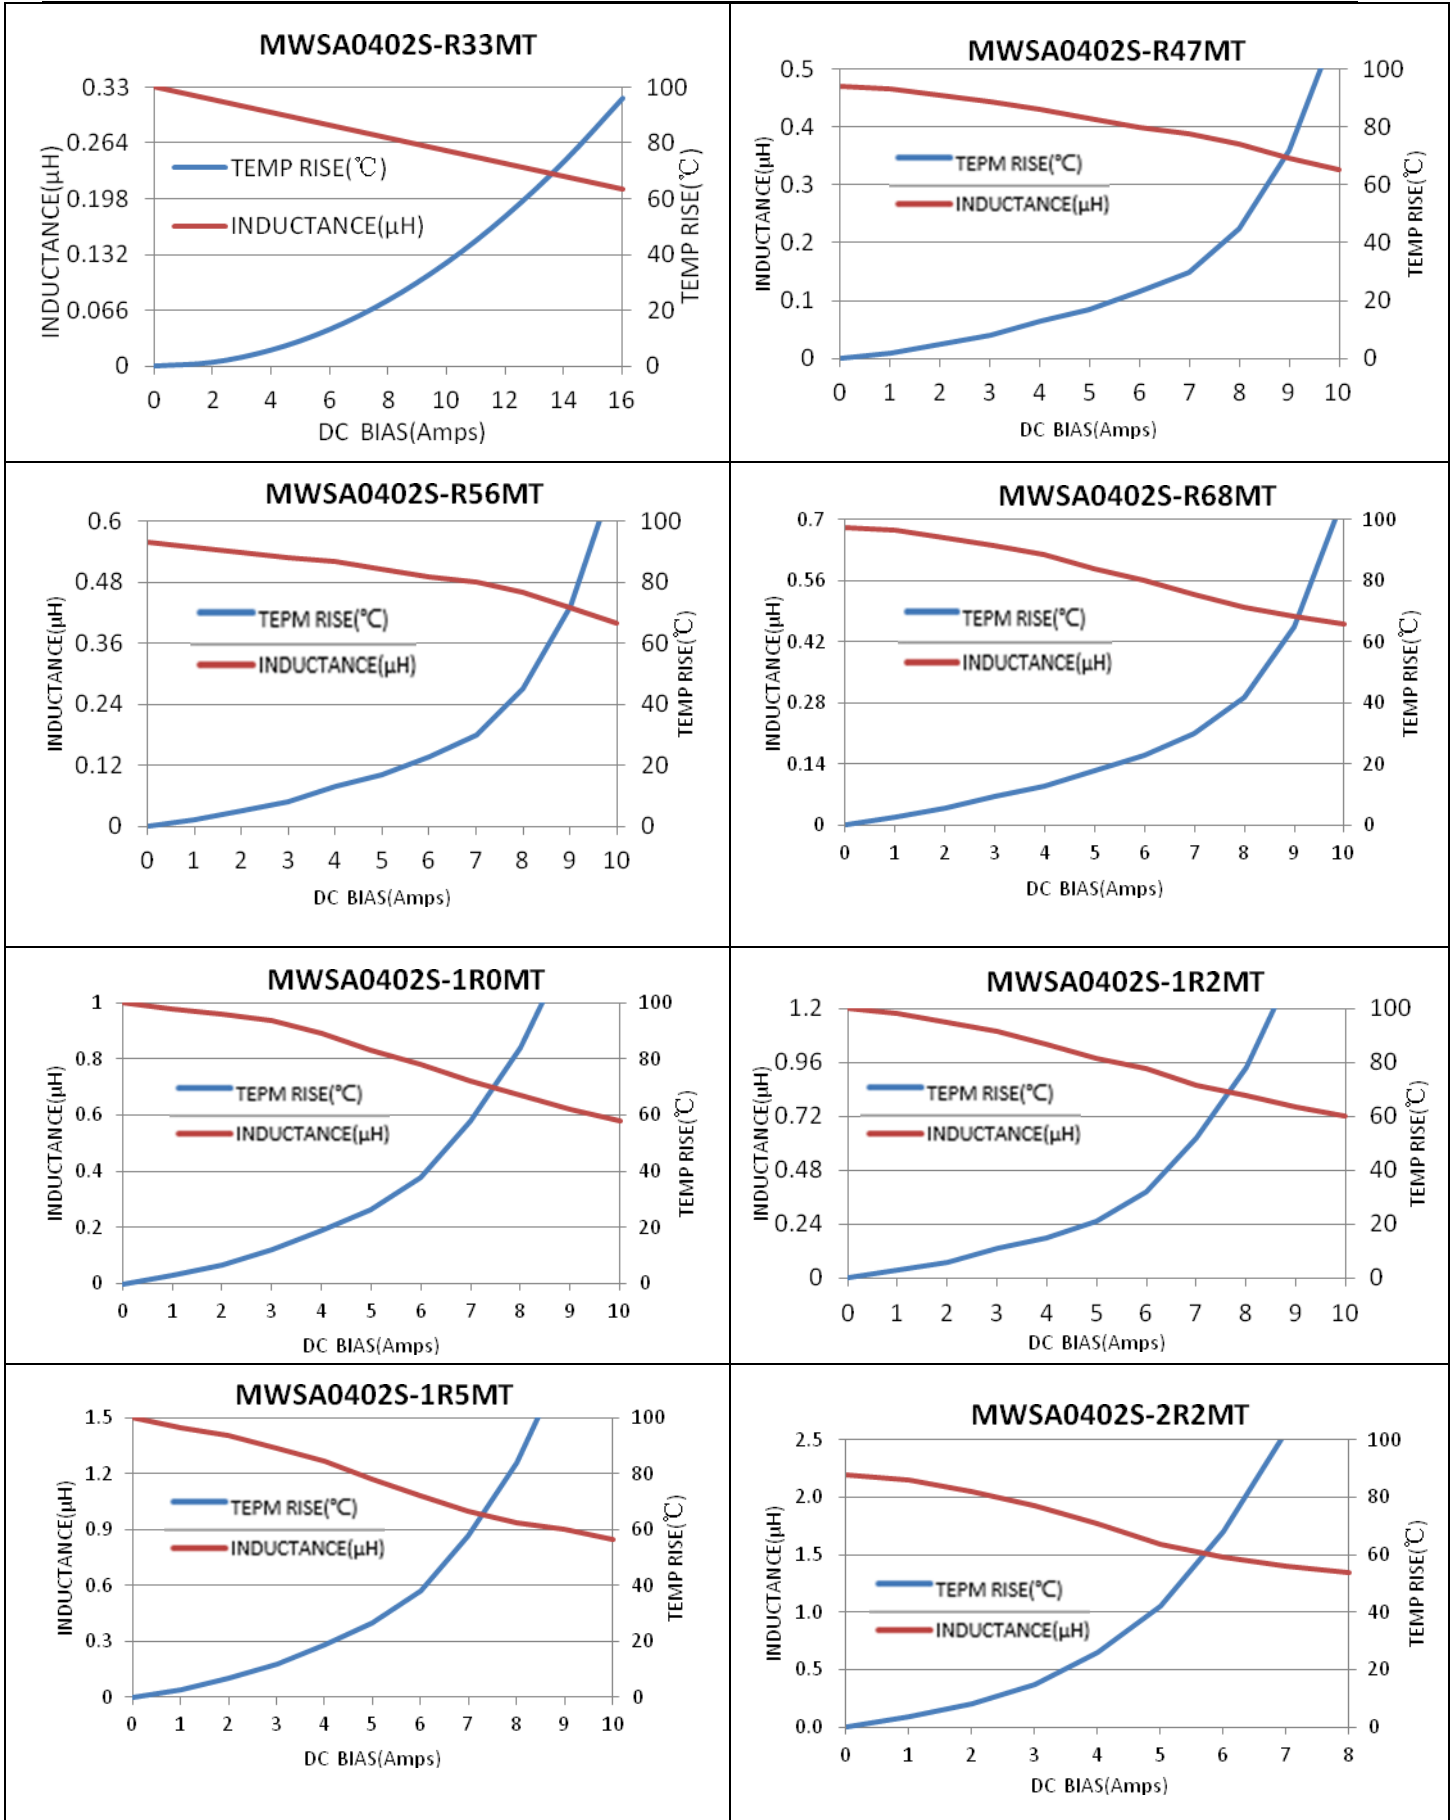 MWSA0402S-R33MT
0.33
0.264
0.198
0.132
0.066
0
100
80
60
40
20
0
INDUCTANCE(μH)
TEMP RISE(℃)
TEMP RISE(℃)
INDUCTANCE(μH)
0 2 4 6 8 10 12 14 16
DC BIAS(Amps)
MWSA0402S-R47MT
0.5
0.4
0.3
0.2
0.1
0
100
80
60
40
20
0
INDUCTANCE(μH)
TEMP RISE(℃)
TEPM RISE(℃)
INDUCTANCE(μH)
0 1 2 3 4 5 6 7 8 9 10
DC BIAS(Amps)
MWSA0402S-R56MT
0.6
0.48
0.36
0.24
0.12
0
100
80
60
40
20
0
INDUCTANCE(μH)
TEMP RISE(℃)
TEPM RISE(℃)
INDUCTANCE(μH)
0 1 2 3 4 5 6 7 8 9 10
DC BIAS(Amps)
MWSA0402S-R68MT
0.7
0.56
0.42
0.28
0.14
0
100
80
60
40
20
0
INDUCTANCE(μH)
TEMP RISE(℃)
TEPM RISE(℃)
INDUCTANCE(μH)
0 1 2 3 4 5 6 7 8 9 10
DC BIAS(Amps)
MWSA0402S-1R0MT
1
0.8
0.6
0.4
0.2
0
100
80
60
40
20
0
INDUCTANCE(μH)
TEMP RISE(℃)
TEPM RISE(℃)
INDUCTANCE(μH)
0 1 2 3 4 5 6 7 8 9 10
DC BIAS(Amps)
MWSA0402S-1R2MT
1.2
0.96
0.72
0.48
0.24
0
100
80
60
40
20
0
INDUCTANCE(μH)
TEMP RISE(℃)
TEPM RISE(℃)
INDUCTANCE(μH)
0 1 2 3 4 5 6 7 8 9 10
DC BIAS(Amps)
MWSA0402S-1R5MT
1.5
1.2
0.9
0.6
0.3
0
100
80
60
40
20
0
INDUCTANCE(μH)
TEMP RISE(℃)
TEPM RISE(℃)
INDUCTANCE(μH)
0 1 2 3 4 5 6 7 8 9 10
DC BIAS(Amps)
MWSA0402S-2R2MT
2.5
2.0
1.5
1.0
0.5
0.0
100
80
60
40
20
0
INDUCTANCE(μH)
TEMP RISE(℃)
TEPM RISE(℃)
INDUCTANCE(μH)
0 1 2 3 4 5 6 7 8
DC BIAS(Amps)